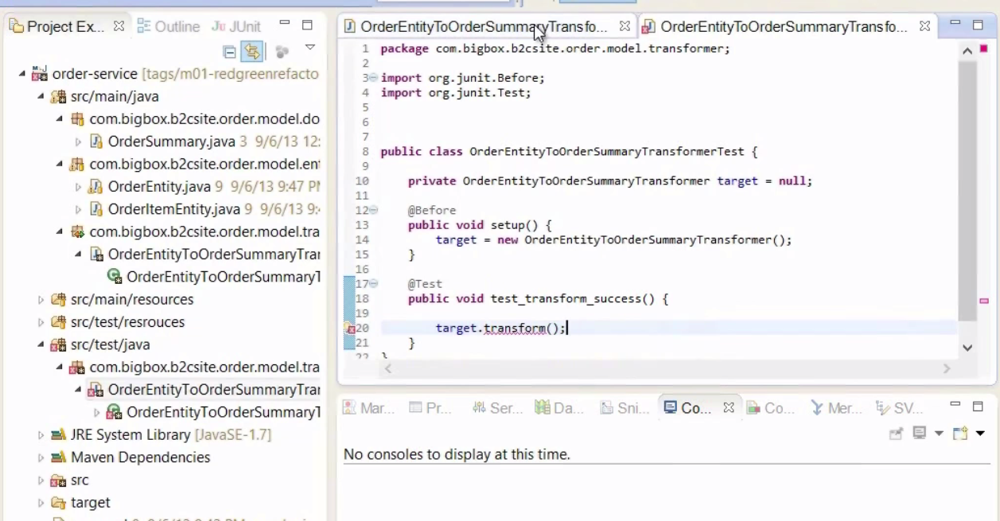 Project Ex...
Outline
JUnit
order-service [tags/m01-redgreenrefacto
src/main/java
com.bigbox.b2csite.order.model.do
OrderSummary.java 3 9/6/13 12:
com.bigbox.b2csite.order.model.ent
OrderEntity.java 9 9/6/13 9:47 PM
OrderItemEntity.java 9 9/6/13 9:
com.bigbox.b2csite.order.model.tra
OrderEntityToOrderSummaryTrar
OrderEntityToOrderSummaryT
src/main/resources
src/test/resrouces
src/test/java
com.bigbox.b2csite.order.model.tra
OrderEntityToOrderSummaryTrar
OrderEntityToOrderSummaryT
JRE System Library [JavaSE-1.7]
Maven Dependencies
src
target
OrderEntityToOrderSummaryTransfo...
OrderEntityToOrderSummaryTransfo...
1 package com.bigbox.b2csite.order.model.transformer;
2
3 import org.junit.Before;
4 import org.junit.Test;
5
6
7
8 public class OrderEntityToOrderSummaryTransformerTest {
9
10 private OrderEntityToOrderSummaryTransformer target = null;
11
12 @Before
13 public void setup() {
14 target = new OrderEntityToOrderSummaryTransformer();
15 }
16
17 @Test
18 public void test_transform_success() {
19
20 target.transform();
21 }
22 }
Mar...
Pr...
Ser...
Da...
Sni...
Co...
Co...
Mer...
SV...
No consoles to display at this time.